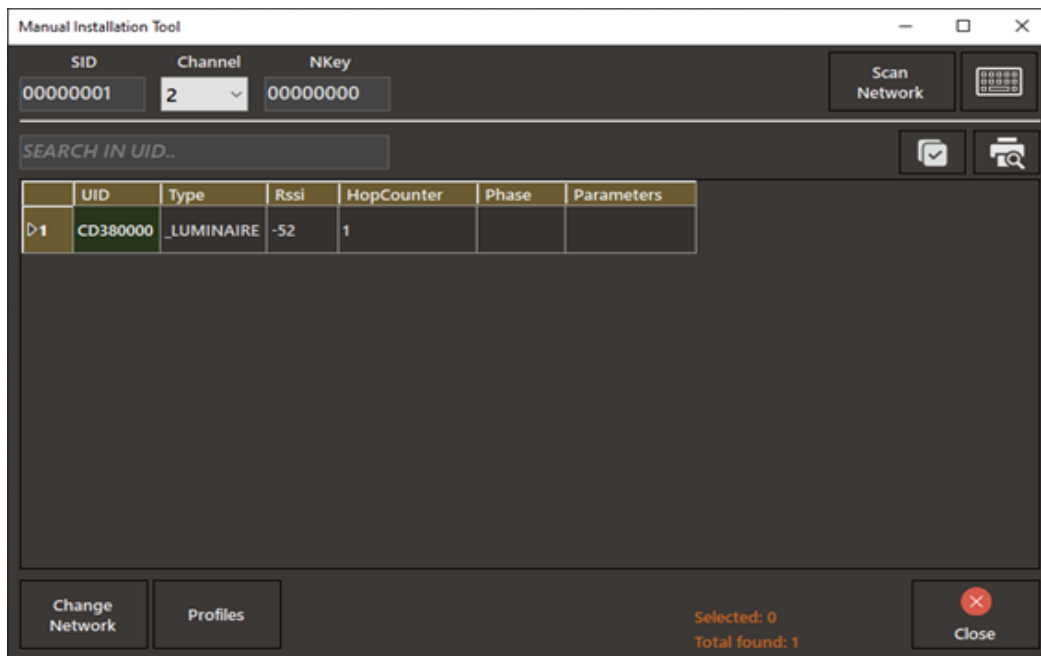 Manual Installation Tool
SID Channel NKey
00000001 2 00000000
Scan
Network
SEARCH IN UID..
UID Type Rssi HopCounter Phase Parameters
1 CD380000 _LUMINAIRE -52 1
Change
Network
Profiles
Selected: 0
Total found: 1
Close